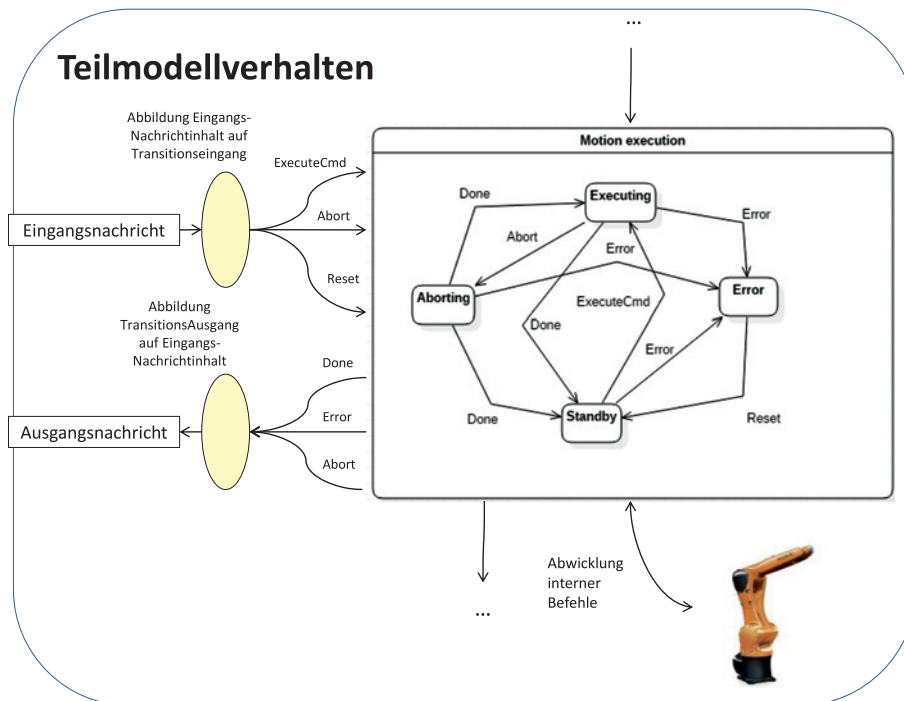 ...
Teilmodellverhalten
Abbildung Eingangs-
Nachrichtinhalt auf
Transitionseingang
ExecuteCmd
Abort
Reset
Eingangsnachricht
Abbildung
TransitionsAusgang
auf Eingangs-
Nachrichtinhalt
Done
Error
Abort
Ausgangsnachricht
Motion execution
Executing
Done
Error
Abort
Error
Aborting
Error
ExecuteCmd
Done
Error
Done
Standby
Reset
Abwicklung
interner
Befehle
...